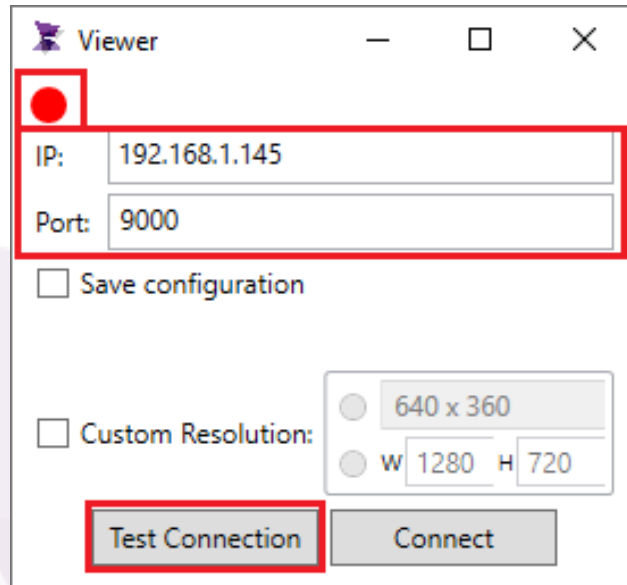 Viewer
IP: 192.168.1.145
Port: 9000
Save configuration
Custom Resolution:
640 x 360
W 1280 H 720
Test Connection Connect